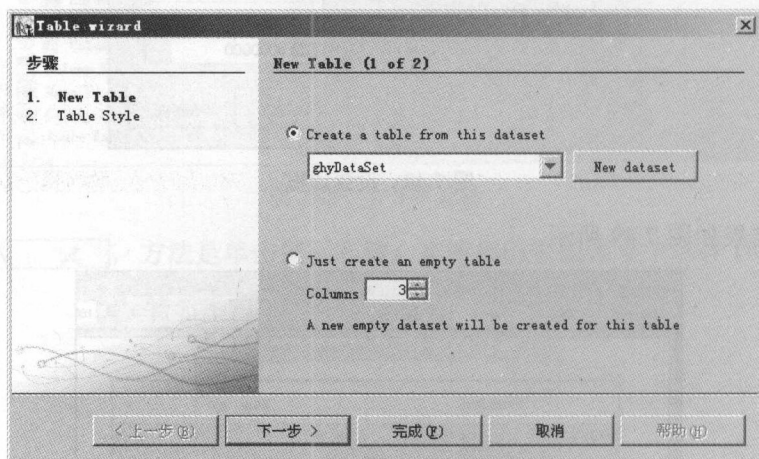 Table wizard
步骤
1. New Table
2. Table Style
New Table (1 of 2)
Create a table from this dataset
ghyDataSet
New dataset
Just create an empty table
Columns 3
A new empty dataset will be created for this table
< 上一步(B)
下一步 >
完成(F)
取消
帮助(H)